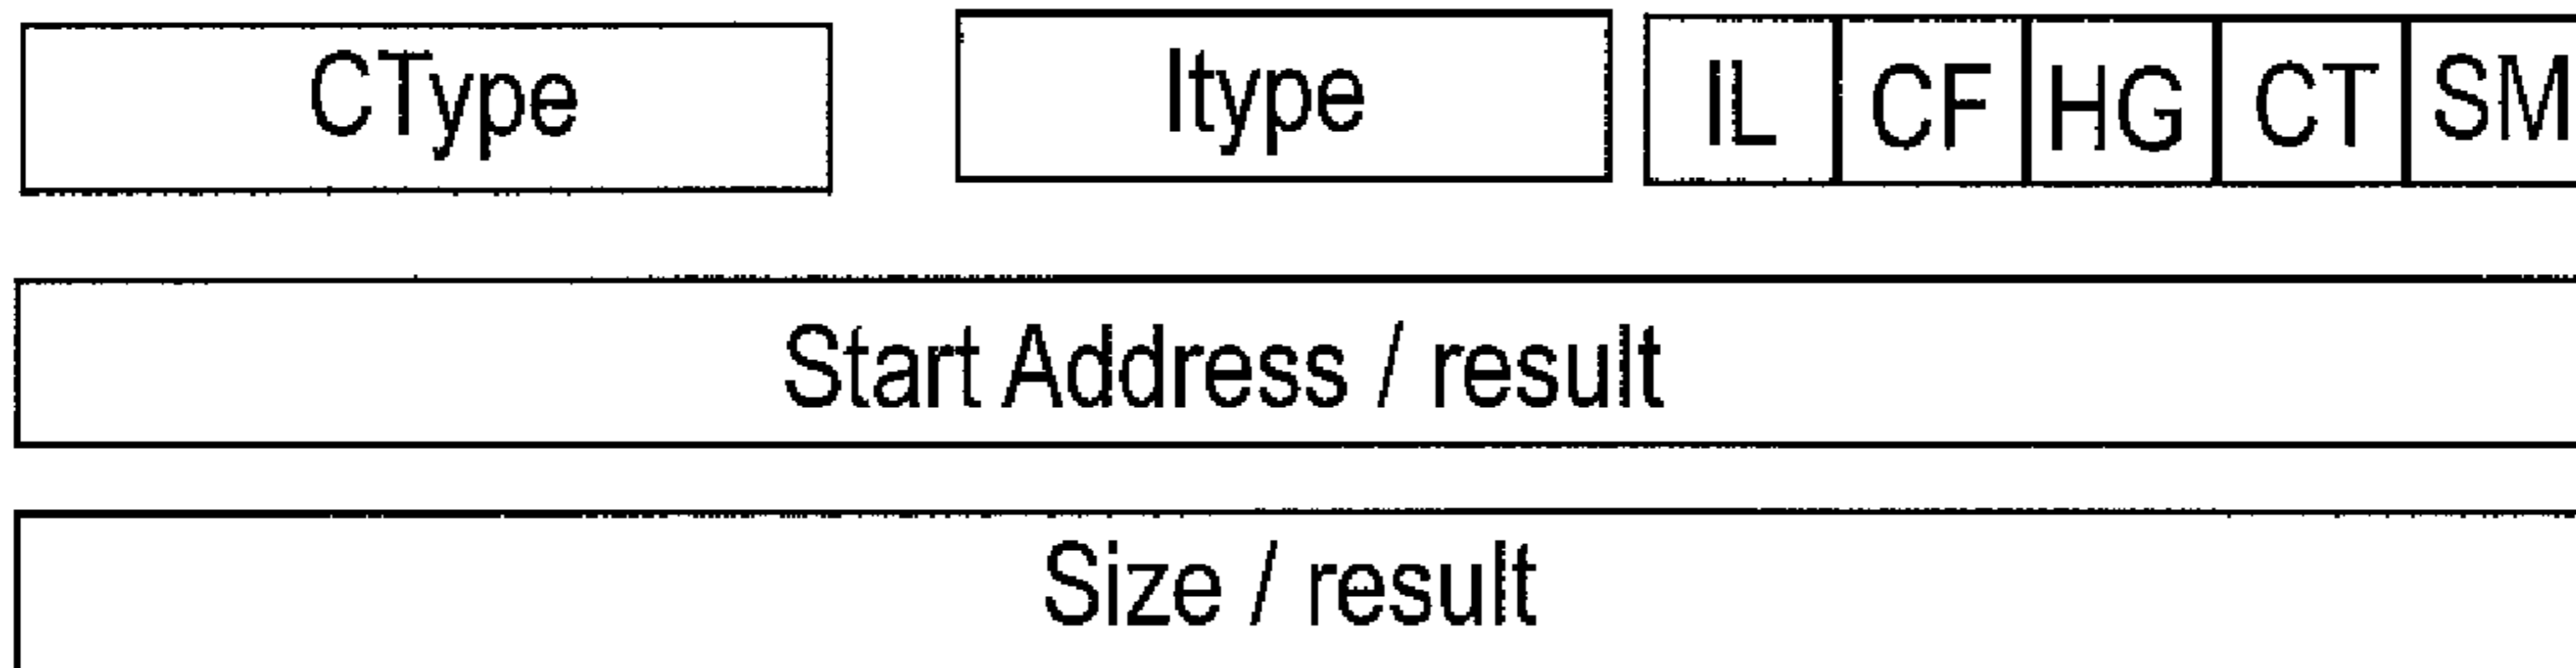 CType Itype IL CF HG CT SM
Start Address / result
Size / result